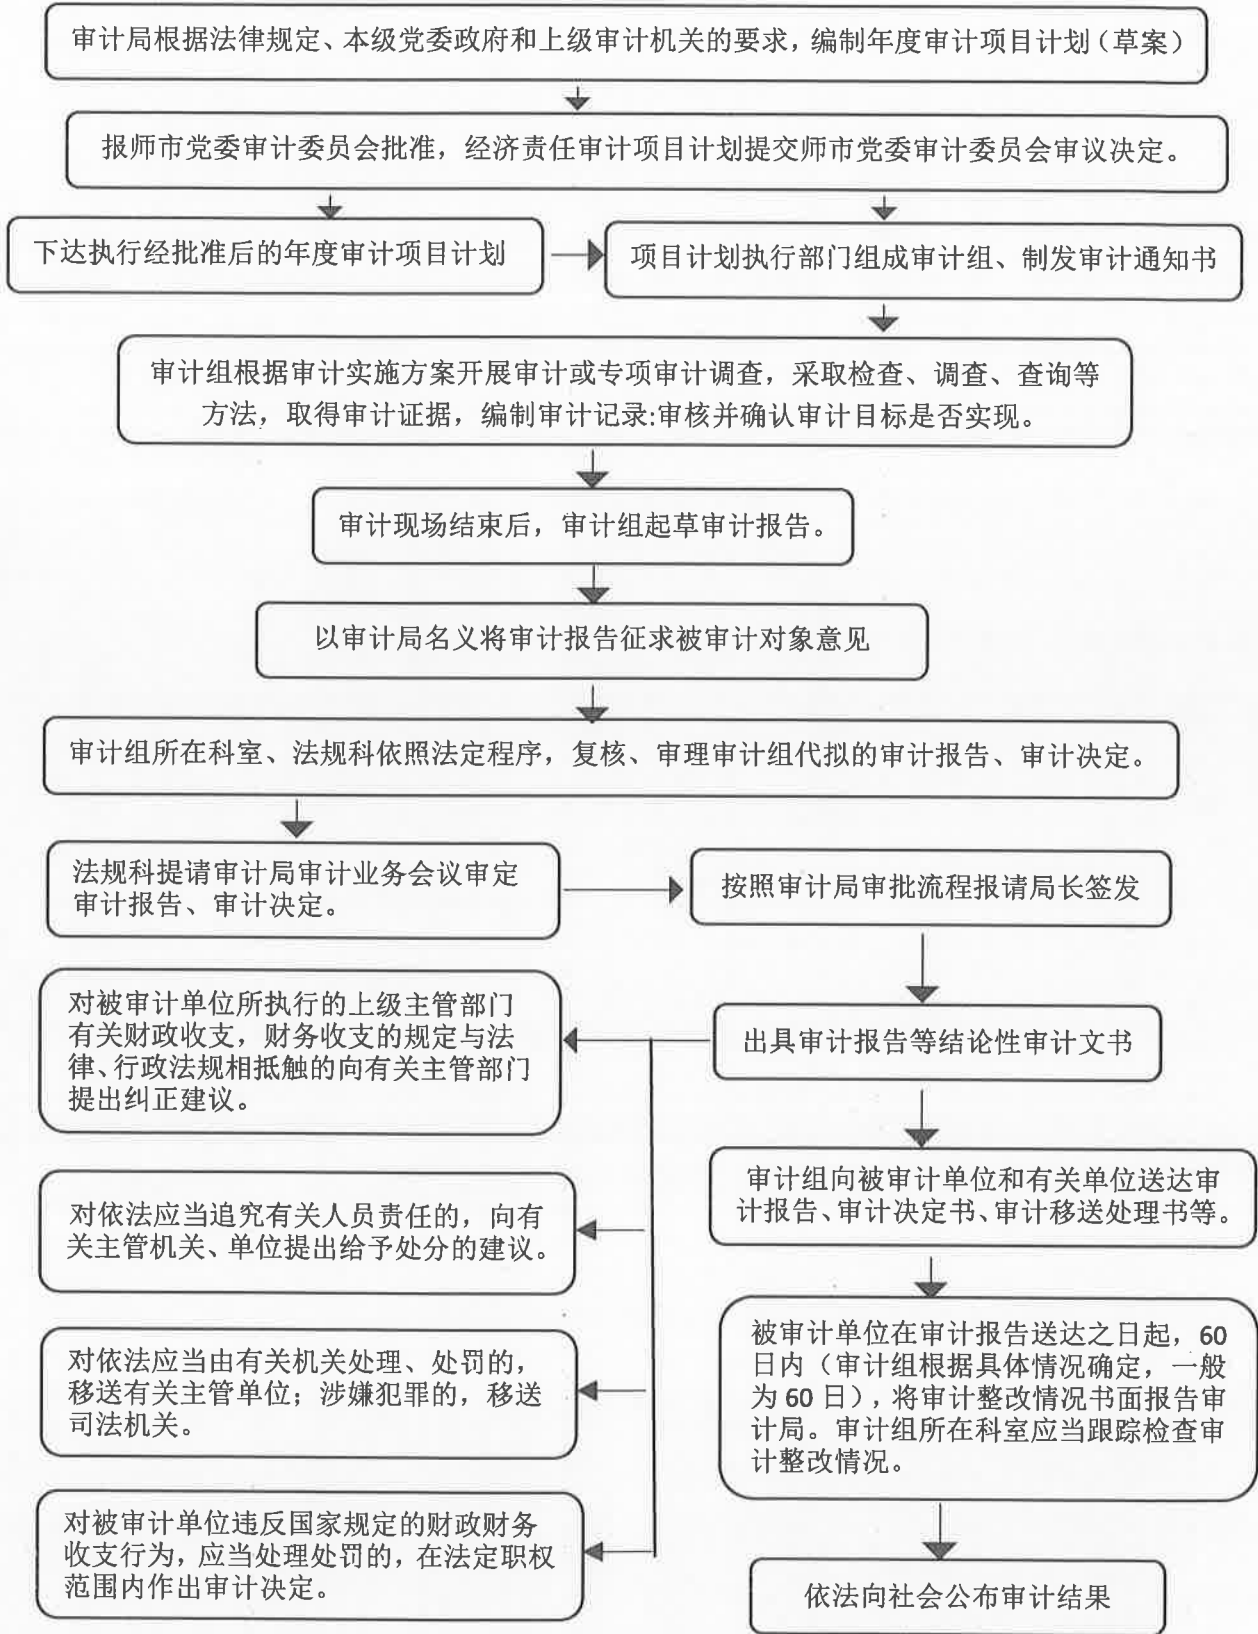 审计局根据法律规定、本级党委政府和上级审计机关的要求，编制年度审计项目计划（草案）
报师市党委审计委员会批准，经济责任审计项目计划提交师市党委审计委员会审议决定。
下达执行经批准后的年度审计项目计划
项目计划执行部门组成审计组、制发审计通知书
审计组根据审计实施方案开展审计或专项审计调查，采取检查、调查、查询等
方法，取得审计证据，编制审计记录:审核并确认审计目标是否实现。
审计现场结束后，审计组起草审计报告。
以审计局名义将审计报告征求被审计对象意见
审计组所在科室、法规科依照法定程序，复核、审理审计组代拟的审计报告、审计决定。
法规科提请审计局审计业务会议审定
审计报告、审计决定。
按照审计局审批流程报请局长签发
对被审计单位所执行的上级主管部门
有关财政收支，财务收支的规定与法
律、行政法规相抵触的向有关主管部门
提出纠正建议。
出具审计报告等结论性审计文书
对依法应当追究有关人员责任的，向有
关主管机关、单位提出给予处分的建议。
审计组向被审计单位和有关单位送达审
计报告、审计决定书、审计移送处理书等。
对依法应当由有关机关处理、处罚的，
移送有关主管单位；涉嫌犯罪的，移送
司法机关。
被审计单位在审计报告送达之日起，60
日内（审计组根据具体情况确定，一般
为 60 日），将审计整改情况书面报告审
计局。审计组所在科室应当跟踪检查审
计整改情况。
对被审计单位违反国家规定的财政财务
收支行为，应当处理处罚的，在法定职权
范围内作出审计决定。
依法向社会公布审计结果